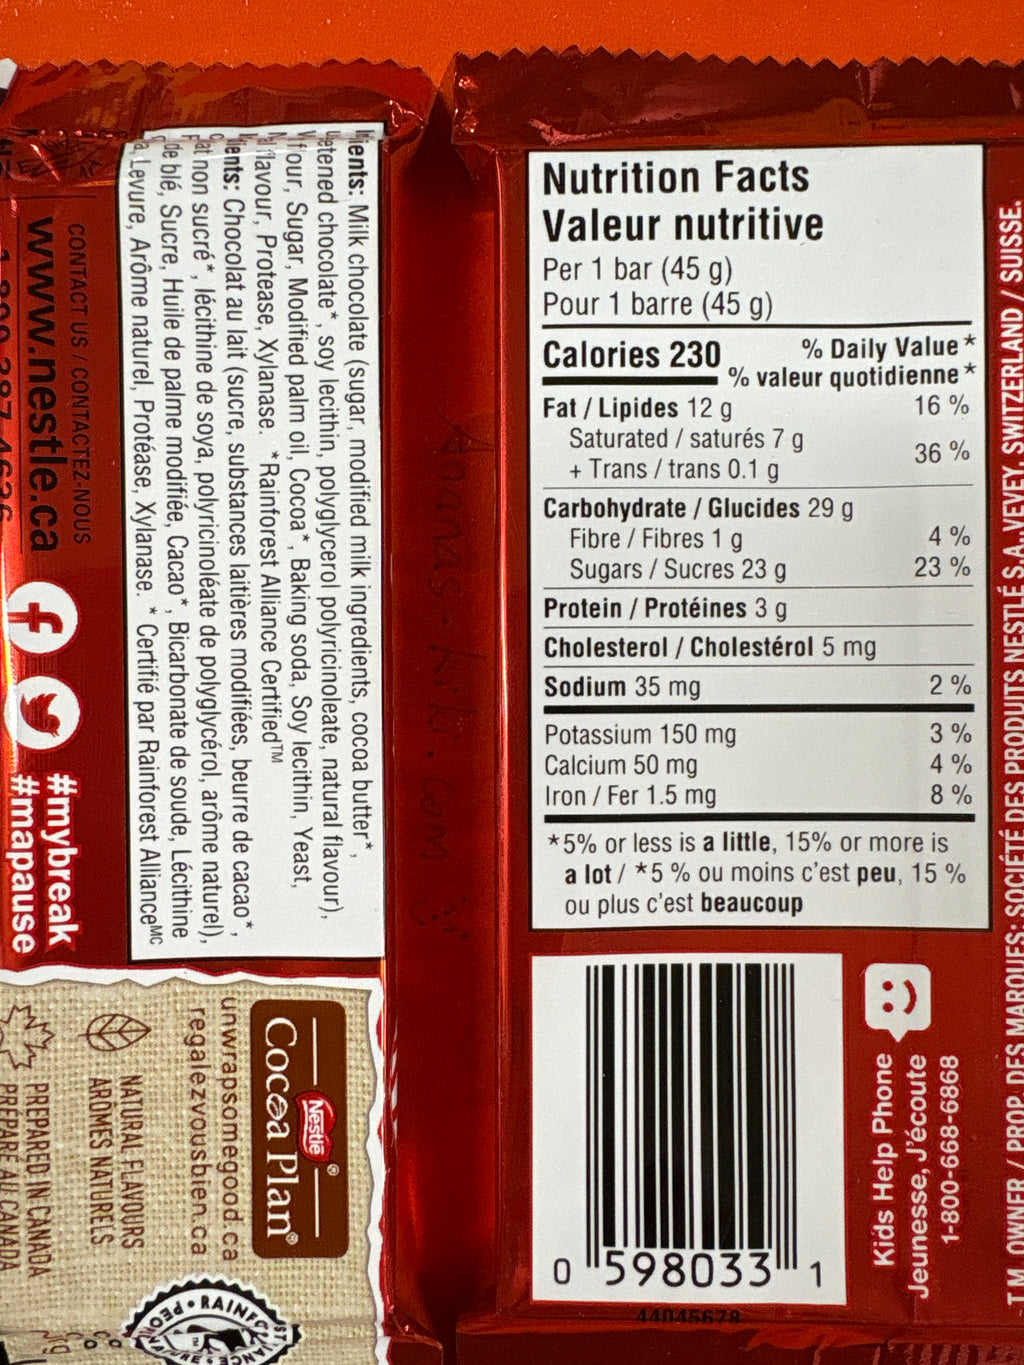 Nutrition Facts
Valeur nutritive
Per 1 bar (45 g)
Pour 1 barre (45 g)
Calories 230
% Daily Value*
% valeur quotidienne*
Fat / Lipides 12 g 16 %
Saturated / saturés 7 g
+ Trans / trans 0.1 g
36 %
Carbohydrate / Glucides 29 g
Fibre / Fibres 1 g 4 %
Sugars / Sucres 23 g 23 %
Protein / Protéines 3 g
Cholesterol / Cholestérol 5 mg
Sodium 35 mg 2 %
Potassium 150 mg 3 %
Calcium 50 mg 4 %
Iron / Fer 1.5 mg 8 %
*5% or less is a little, 15% or more is
a lot / *5 % ou moins c'est peu, 15 %
ou plus c'est beaucoup
0 598033 1
44045678
Kids Help Phone
Jeunesse, J'écoute
1-800-668-6868
T.M. OWNER / PROP. DES MARQUES: SOCIÉTÉ DES PRODUITS NESTLÉ S.A., VEVEY, SWITZERLAND / SUISSE.
Milk chocolate (sugar, modified milk ingredients, cocoa butter*,
chocolate*, soy lecithin, polyglycerol polyricinoleate, natural flavour),
Sugar, Modified palm oil, Cocoa*, Baking soda, Soy lecithin, Yeast,
flavour, Protease, Xylanase. *Rainforest Alliance Certified™
Chocolat au lait (sucre, substances laitières modifiées, beurre de cacao*,
non sucré*, lécithine de soya, polyricinoléate de polyglycérol, arôme naturel),
de blé, Sucre, Huile de palme modifiée, Cacao*, Bicarbonate de soude, Lécithine
Levure, Arôme naturel, Protéase, Xylanase. * Certifié par Rainforest AllianceMC
CONTACT US / CONTACTEZ-NOUS
www.nestle.ca
#mybreak
#mapause
Nestlé®
Cocoa Plan®
unwrapsomegood.ca
regalezvousbien.ca
NATURAL FLAVOURS
ARÔMES NATURELS
PREPARED IN CANADA
PRÉPARÉ AU CANADA